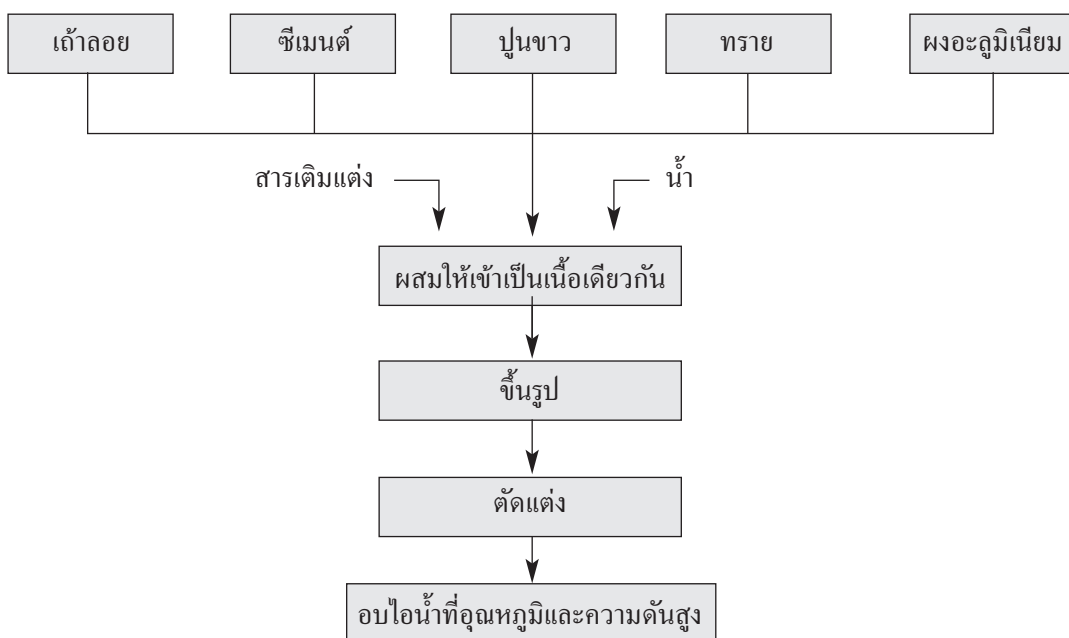 เถ้าลอย
ซีเมนต์
ปูนขาว
ทราย
ผงอะลูมิเนียม
สารเติมแต่ง
น้ำ
ผสมให้เข้าเป็นเนื้อเดียวกัน
ขึ้นรูป
ตัดแต่ง
อบไอน้ำที่อุณหภูมิและความดันสูง